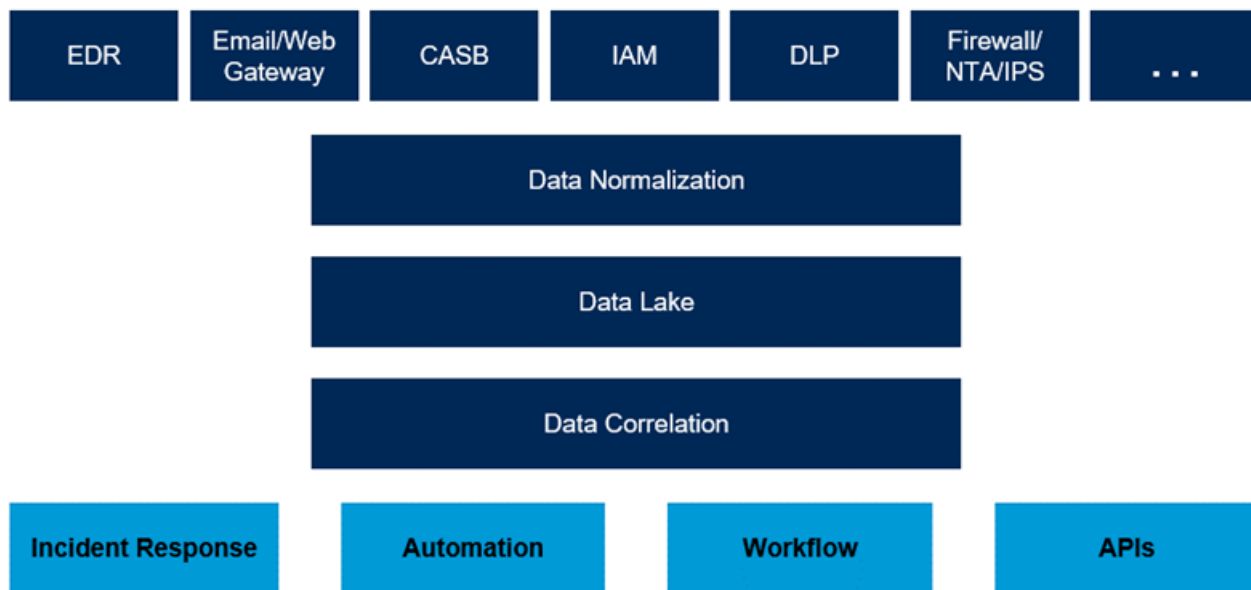 EDR
Email/Web
Gateway
CASB
IAM
DLP
Firewall/
NTA/IPS
...
Data Normalization
Data Lake
Data Correlation
Incident Response
Automation
Workflow
APIs